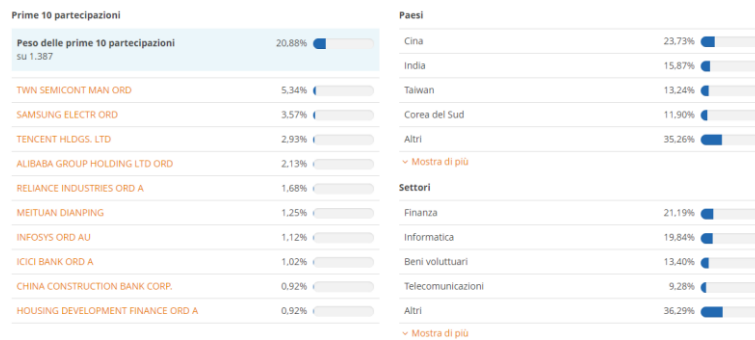 Prime 10 partecipazioni
Peso delle prime 10 partecipazioni 20,88%
su 1.387
TWN SEMICONT MAN ORD 5,34%
SAMSUNG ELECTR ORD 3,57%
TENCENT HLDGS. LTD 2,93%
ALIBABA GROUP HOLDING LTD ORD 2,13%
RELIANCE INDUSTRIES ORD A 1,68%
MEITUAN DIANPING 1,25%
INFOSYS ORD AU 1,12%
ICICI BANK ORD A 1,02%
CHINA CONSTRUCTION BANK CORP. 0,92%
HOUSING DEVELOPMENT FINANCE ORD A 0,92%
Paesi
Cina 23,73%
India 15,87%
Taiwan 13,24%
Corea del Sud 11,90%
Altri 35,26%
Mostra di più
Settori
Finanza 21,19%
Informatica 19,84%
Beni voluttuari 13,40%
Telecomunicazioni 9,28%
Altri 36,29%
Mostra di più